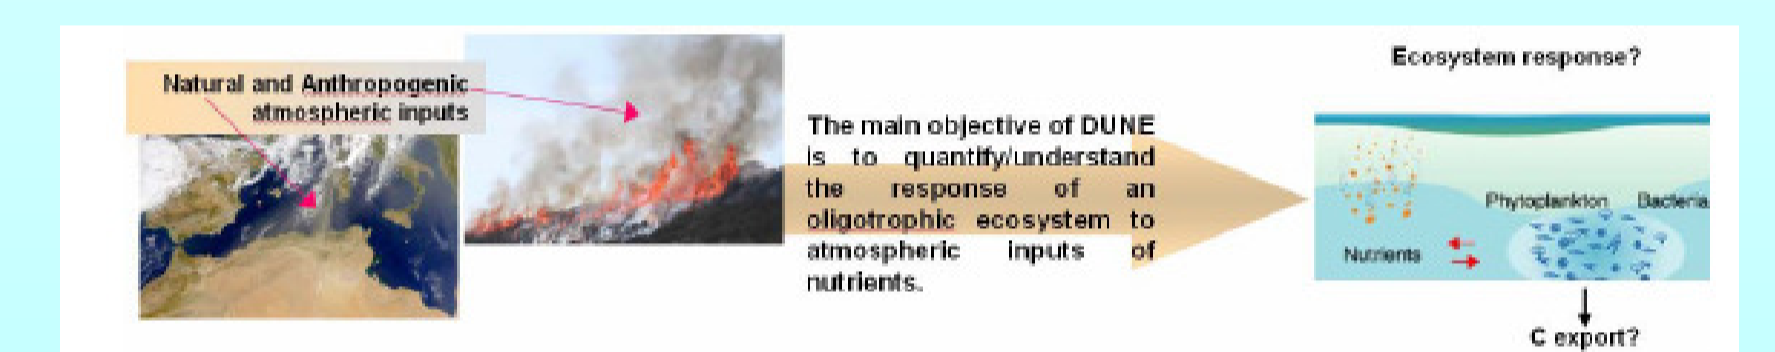 Natural and Anthropogenic
atmospheric inputs
The main objective of DUNE
is to quantify/understand
the response of an
oligotrophic ecosystem to
atmospheric inputs of
nutrients.
Ecosystem response?
Phytoplankton Bacteria
Nutrients
C export?